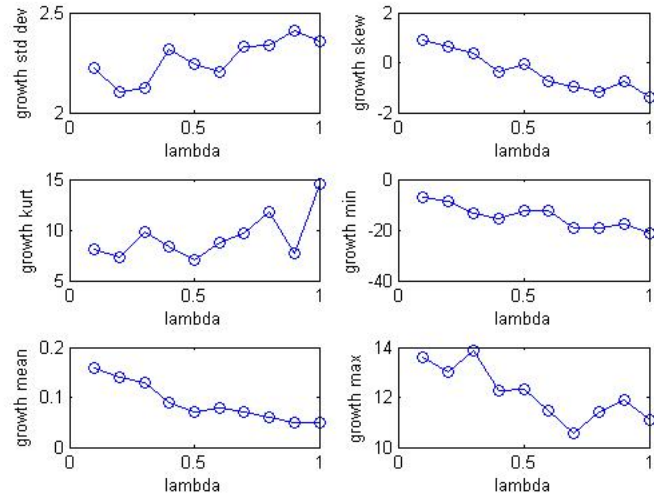 growth std dev
2.5
2
0
0.5
1
lambda
growth skew
2
0
-2
0
0.5
1
lambda
growth kurt
15
10
5
0
0.5
1
lambda
growth min
0
-20
-40
0
0.5
1
lambda
growth mean
0.2
0.1
0
0
0.5
1
lambda
growth max
14
12
10
0
0.5
1
lambda